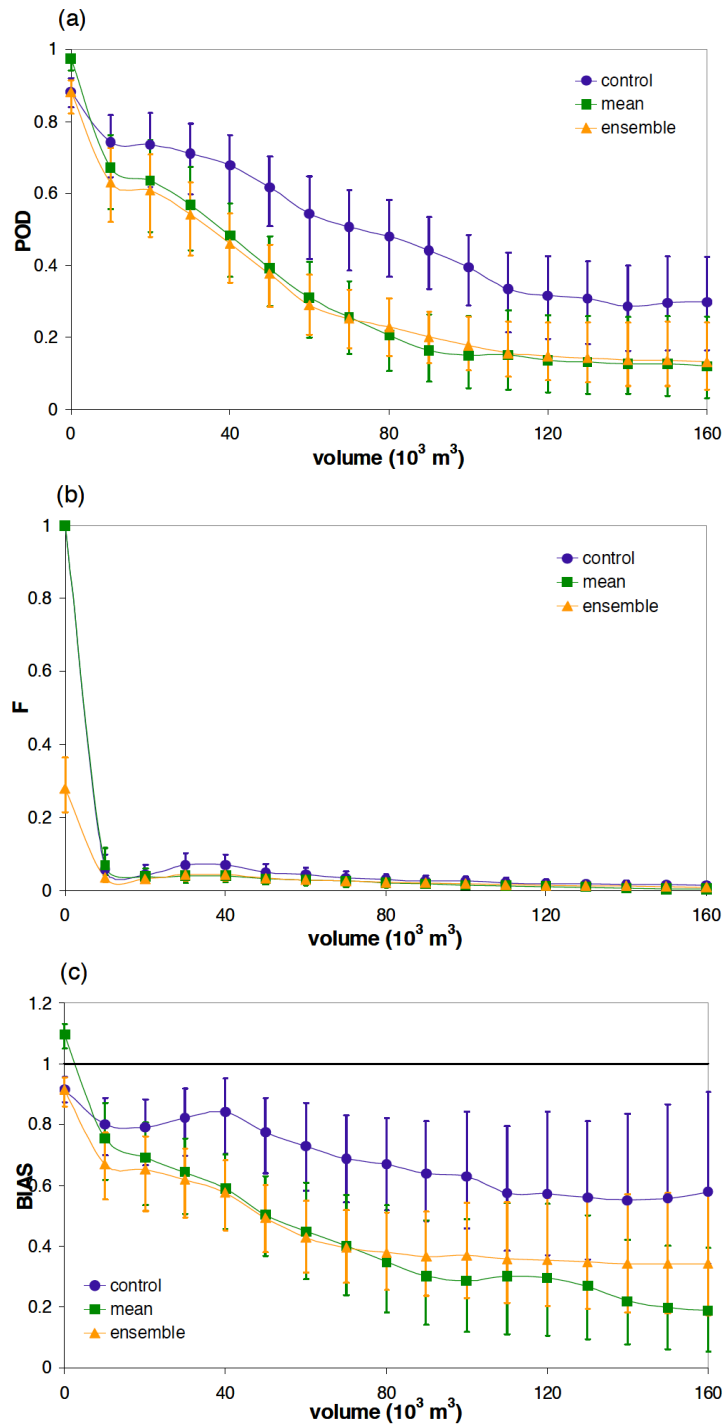 (a)
1
0.8
0.6
0.4
0.2
0
POD
control
mean
ensemble
0 40 80 120 160
volume (10³ m³)
(b)
1
0.8
0.6
0.4
0.2
0
F
control
mean
ensemble
0 40 80 120 160
volume (10³ m³)
(c)
1.2
1
0.8
0.6
0.4
0.2
0
BIAS
control
mean
ensemble
0 40 80 120 160
volume (10³ m³)